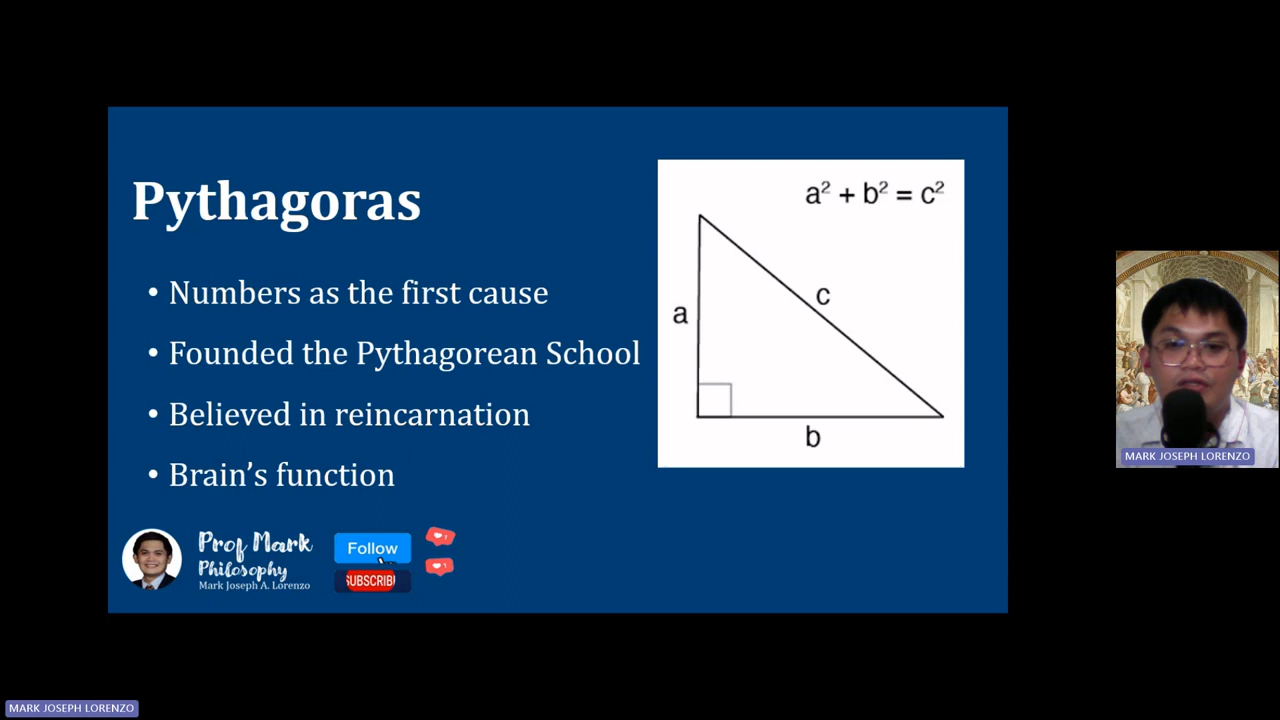 Pythagoras
• Numbers as the first cause
• Founded the Pythagorean School
• Believed in reincarnation
• Brain's function
a² + b² = c²
a
c
b
Prof Mark
Philosophy
Mark Joseph A. Lorenzo
Follow
SUBSCRIB
MARK JOSEPH LORENZO
MARK JOSEPH LORENZO